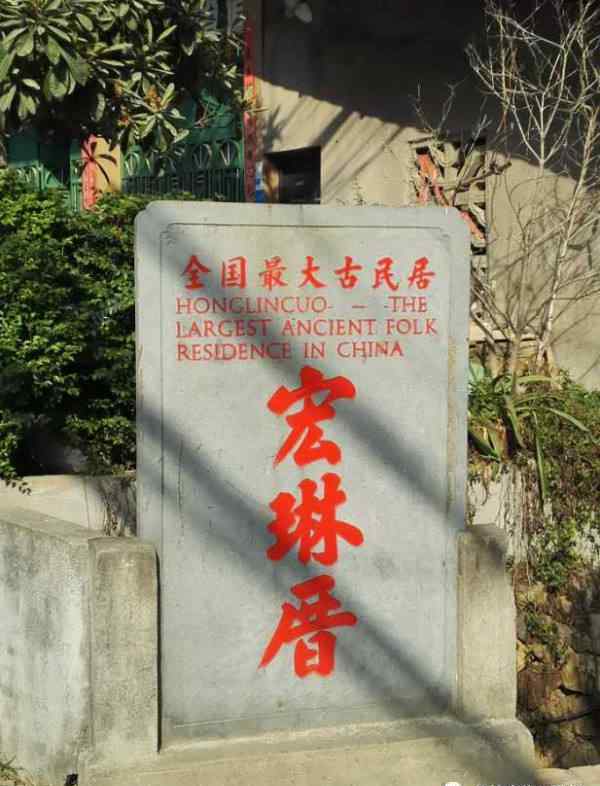 全国最大古民居
HONGLINCUO - — - THE
LARGEST ANCIENT FOLK
RESIDENCE IN CHINA
宏琳厝